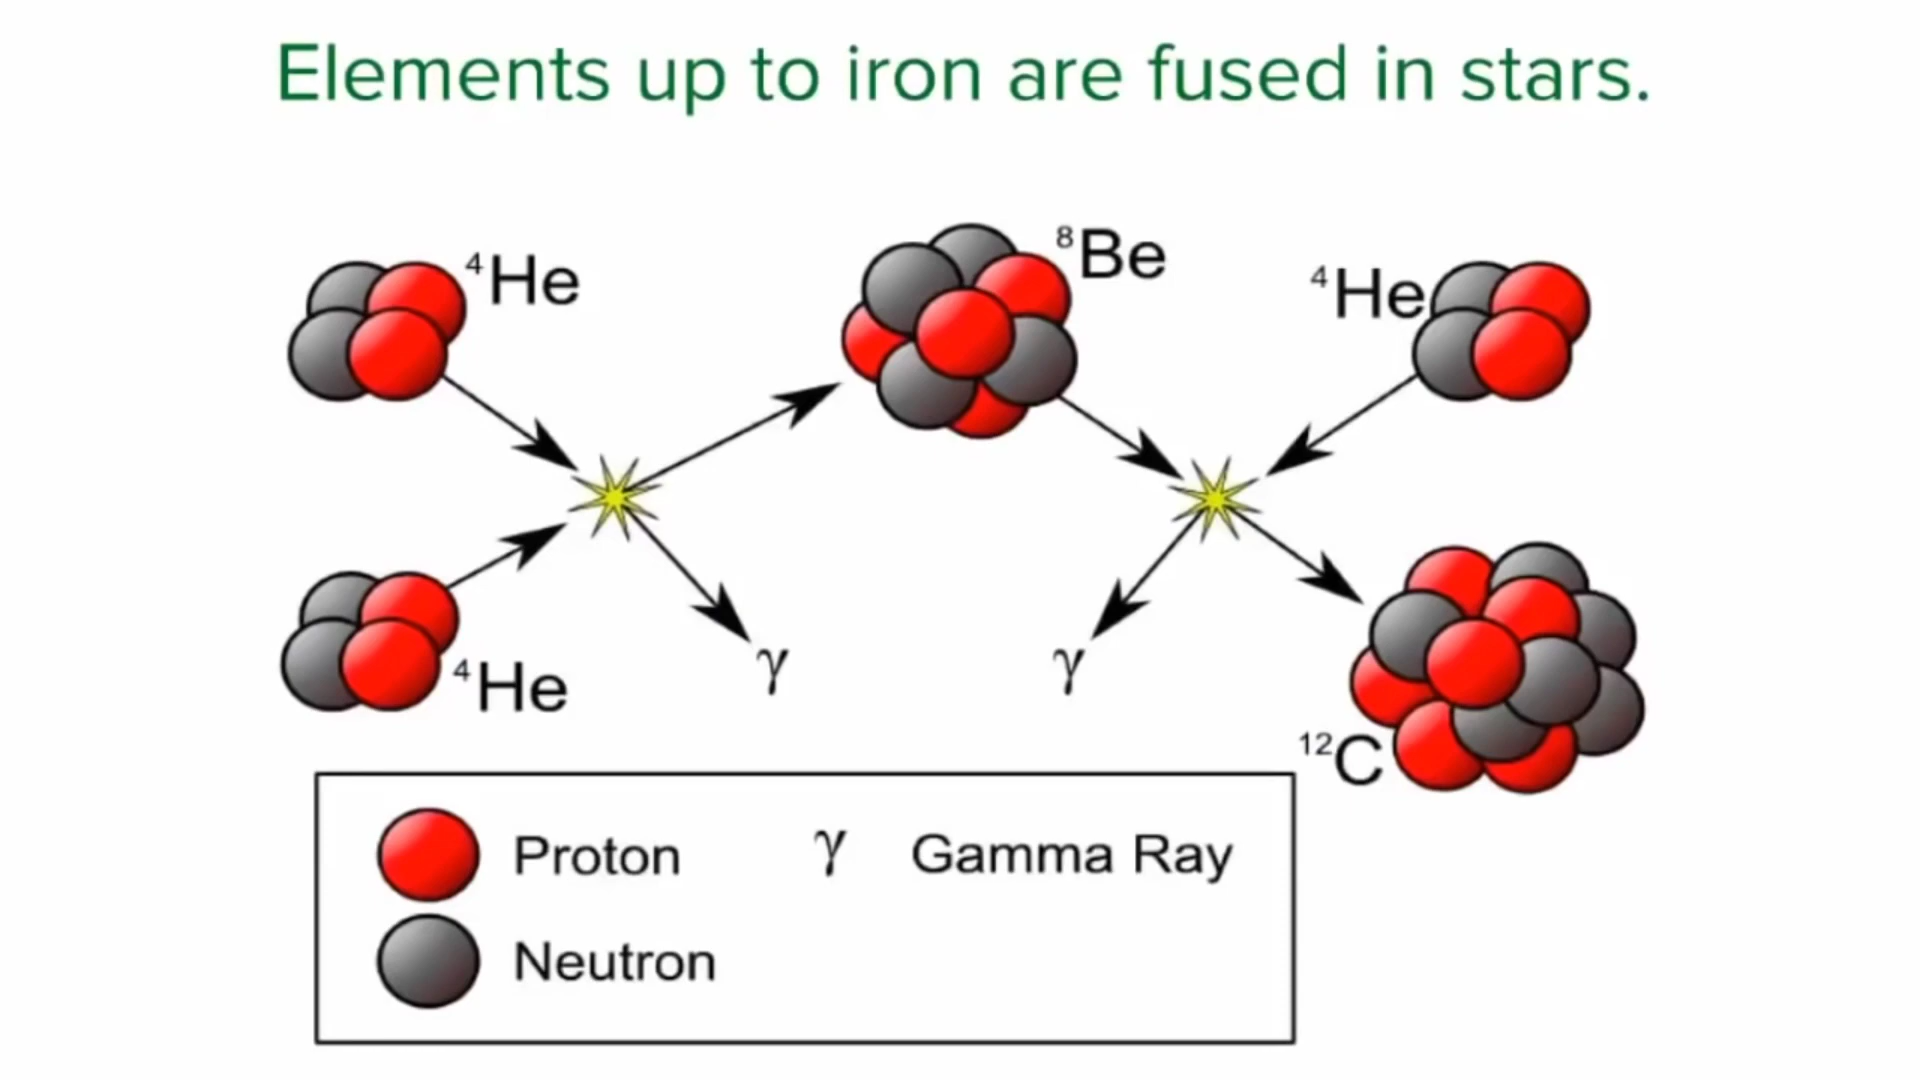 Elements up to iron are fused in stars.
⁴He
⁸Be
⁴He
⁴He
γ
γ
¹²C
Proton
γ Gamma Ray
Neutron